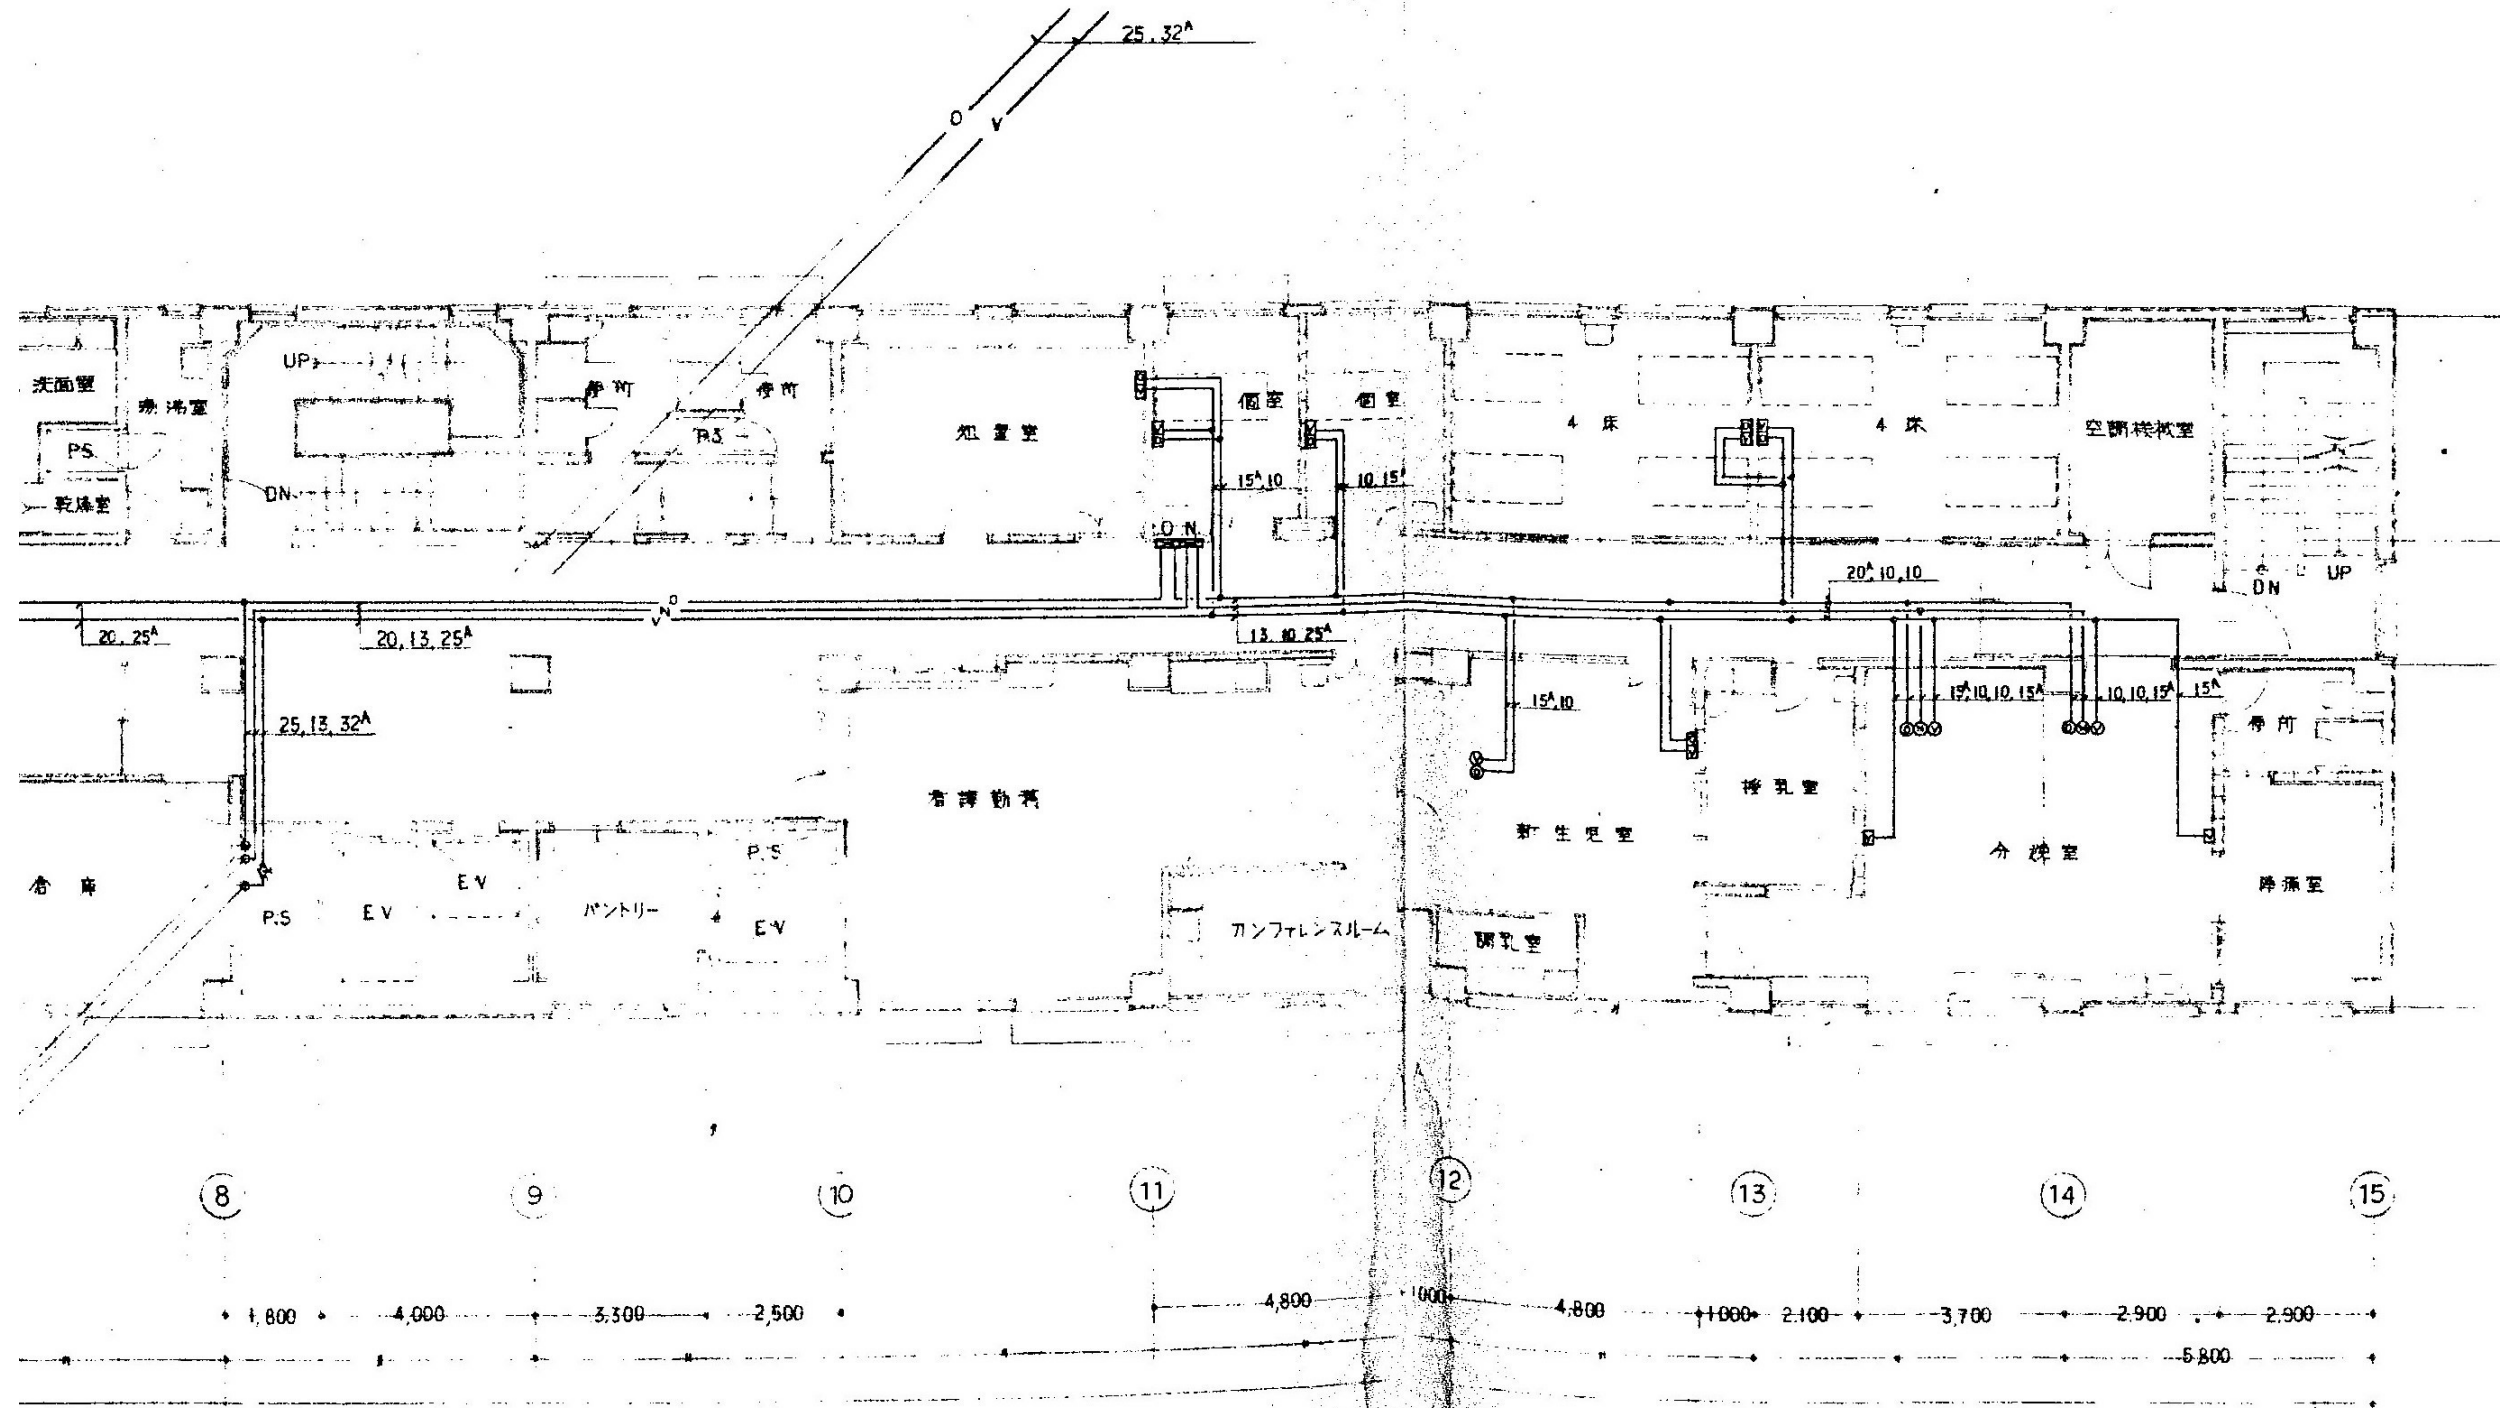 25.32A
O
V
UP
洗面室
湯沸室
便所
便所
個室
個室
4 床
4 床
処置室
空調機械室
P.S
P.S
乾燥室
DN
15A,10
10,15A
O N
20A,10,10
DN
UP
O
N
V
20, 25A
20,13,25A
13,10,25A
25,13,32A
15A,10
15A,10,10,15A
10,10,15A
15A
便所
授乳室
看護勤務
新生児室
分娩室
陣痛室
倉庫
P.S
EV
EV
P.S
パントリー
EV
カンファレンスルーム
調乳室
8
9
10
11
12
13
14
15
1,800
4,000
3,300
2,500
4,800
1000
4,800
1000
2,100
3,700
2,900
2,900
5,800